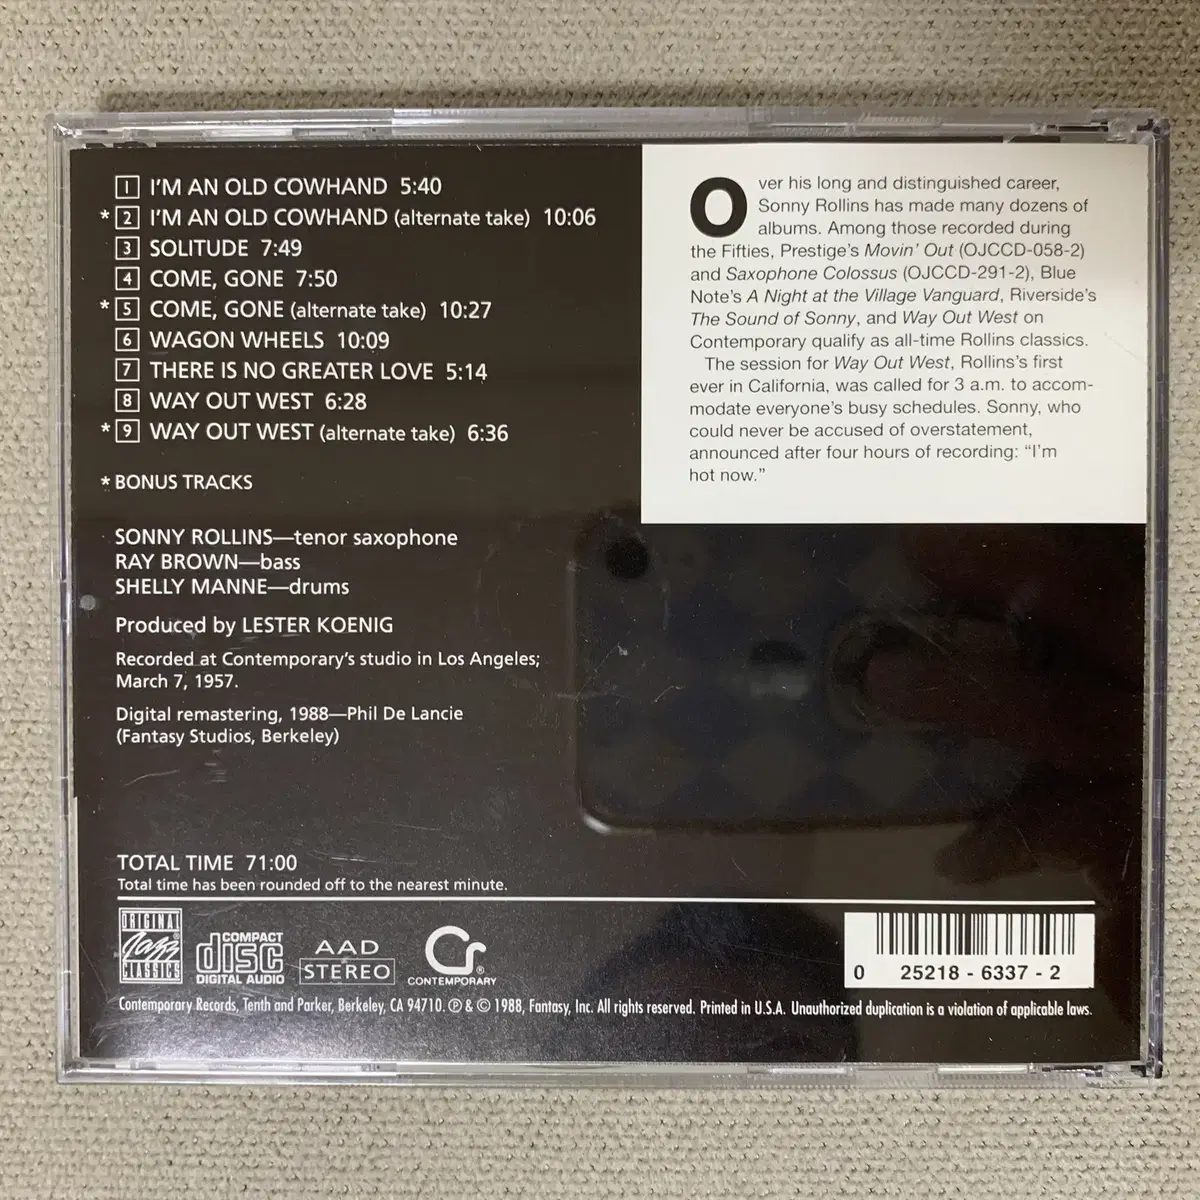 1 I'M AN OLD COWHAND 5:40
* 2 I'M AN OLD COWHAND (alternate take) 10:06
3 SOLITUDE 7:49
4 COME, GONE 7:50
* 5 COME, GONE (alternate take) 10:27
6 WAGON WHEELS 10:09
7 THERE IS NO GREATER LOVE 5:14
8 WAY OUT WEST 6:28
* 9 WAY OUT WEST (alternate take) 6:36
* BONUS TRACKS
SONNY ROLLINS—tenor saxophone
RAY BROWN—bass
SHELLY MANNE—drums
Produced by LESTER KOENIG
Recorded at Contemporary's studio in Los Angeles;
March 7, 1957.
Digital remastering, 1988—Phil De Lancie
(Fantasy Studios, Berkeley)
TOTAL TIME 71:00
Total time has been rounded off to the nearest minute.
Over his long and distinguished career,
Sonny Rollins has made many dozens of
albums. Among those recorded during
the Fifties, Prestige's Movin' Out (OJCCD-058-2)
and Saxophone Colossus (OJCCD-291-2), Blue
Note's A Night at the Village Vanguard, Riverside's
The Sound of Sonny, and Way Out West on
Contemporary qualify as all-time Rollins classics.
The session for Way Out West, Rollins's first
ever in California, was called for 3 a.m. to accom-
modate everyone's busy schedules. Sonny, who
could never be accused of overstatement,
announced after four hours of recording: "I'm
hot now."
ORIGINAL
Jazz
CLASSICS
COMPACT
disc
DIGITAL AUDIO
AAD
STEREO
Cr®
CONTEMPORARY
0 25218 - 6337 - 2
Contemporary Records, Tenth and Parker, Berkeley, CA 94710. ℗ & © 1988, Fantasy, Inc. All rights reserved. Printed in U.S.A. Unauthorized duplication is a violation of applicable laws.